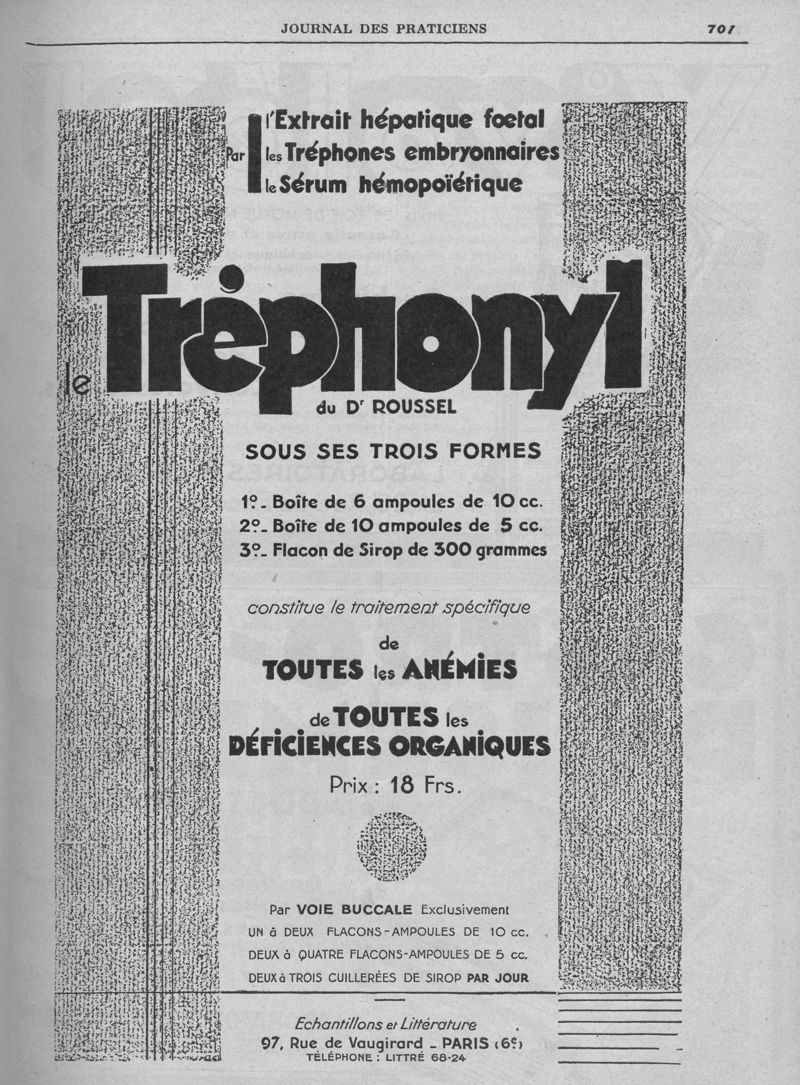 JOURNAL DES PRATICIENS 701
Par l'Extrait hépatique fœtal
les Tréphones embryonnaires
le Sérum hémopoïétique
le Tréphonyl
du Dr ROUSSEL
SOUS SES TROIS FORMES
1º_ Boîte de 6 ampoules de 10 cc.
2º_ Boîte de 10 ampoules de 5 cc.
3º_ Flacon de Sirop de 300 grammes
constitue le traitement spécifique
de
TOUTES les ANÉMIES
de TOUTES les
DÉFICIENCES ORGANIQUES
Prix : 18 Frs.
Par VOIE BUCCALE Exclusivement
UN à DEUX FLACONS-AMPOULES DE 10 cc.
DEUX à QUATRE FLACONS-AMPOULES DE 5 cc.
DEUX à TROIS CUILLERÉES DE SIROP PAR JOUR
Echantillons et Littérature
97, Rue de Vaugirard _ PARIS (6e)
TÉLÉPHONE : LITTRÉ 68-24